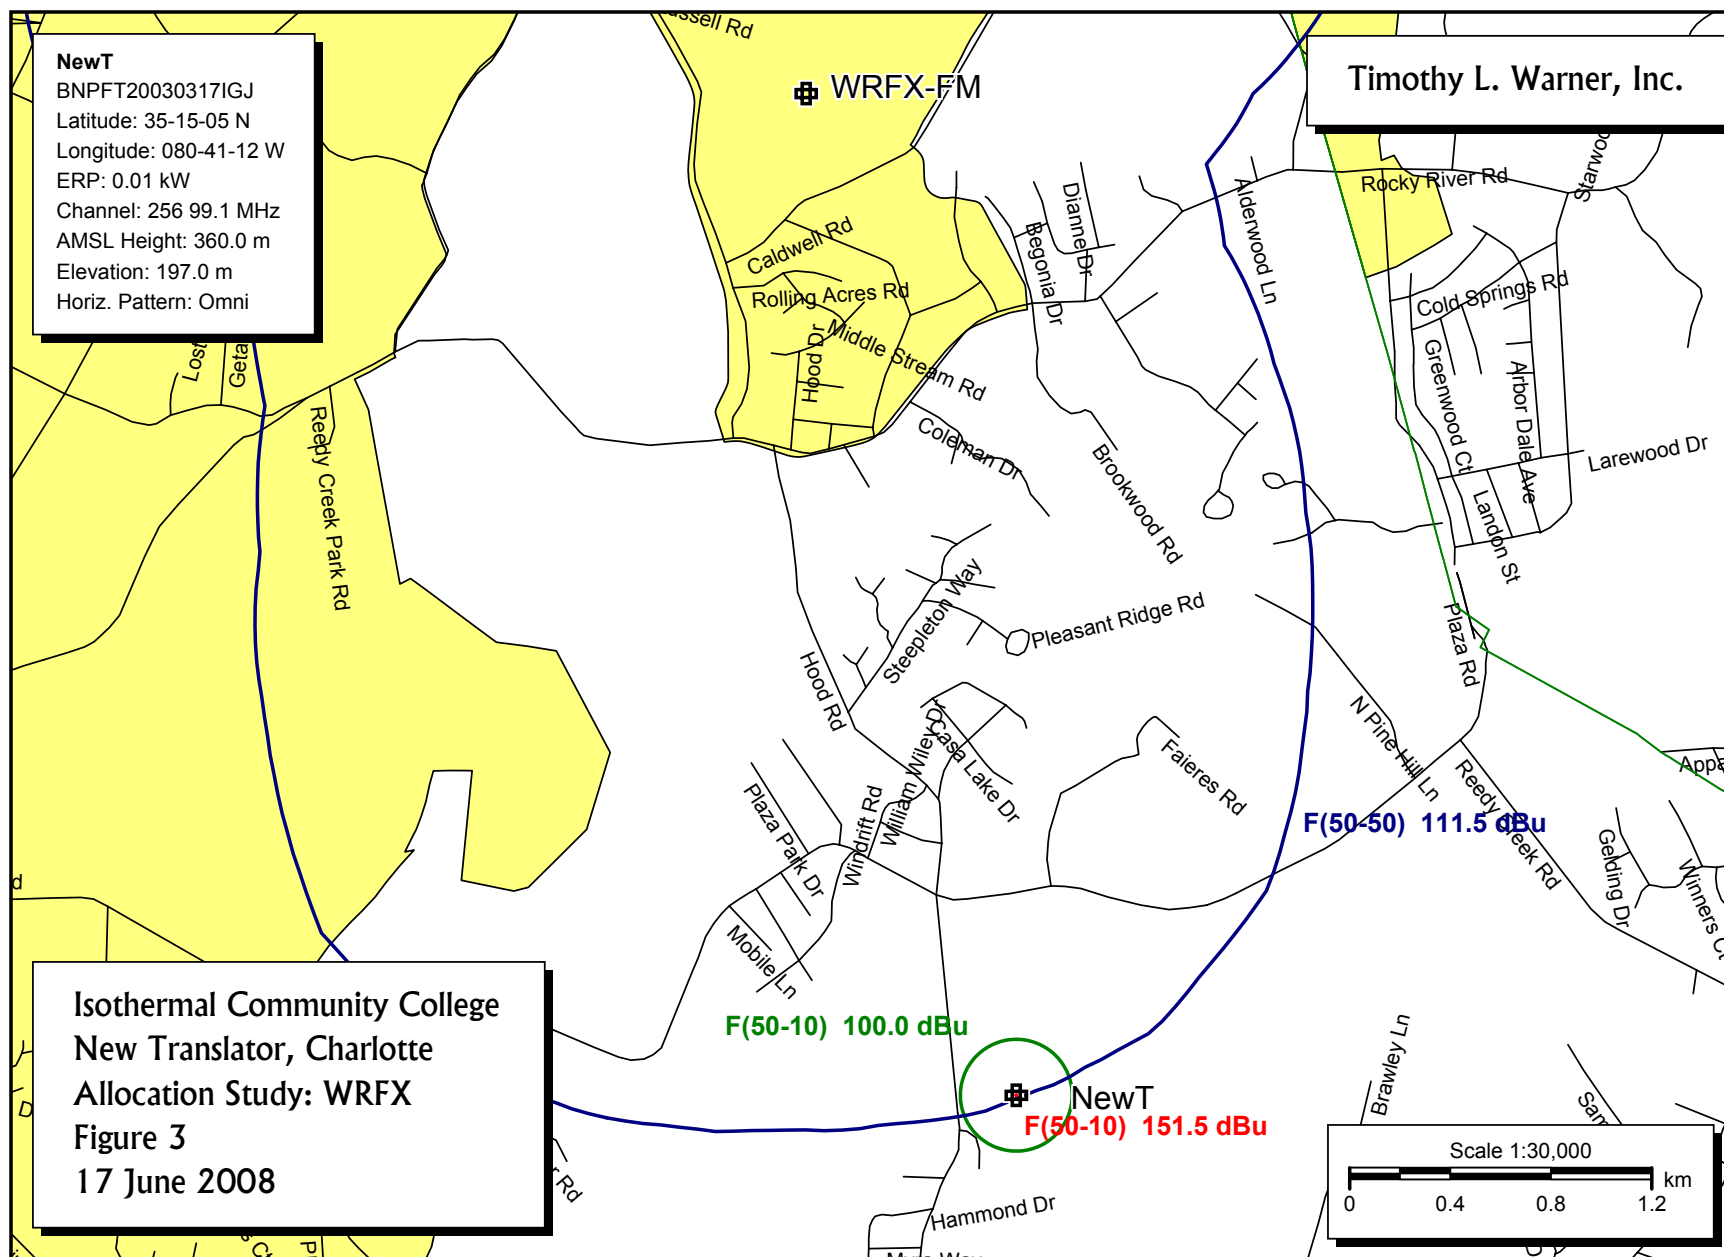 NewT
BNPFT20030317IGJ
Latitude: 35-15-05 N
Longitude: 080-41-12 W
ERP: 0.01 kW
Channel: 256 99.1 MHz
AMSL Height: 360.0 m
Elevation: 197.0 m
Horiz. Pattern: Omni
WRFX-FM
Timothy L. Warner, Inc.
Rocky River Rd
Alderwood Ln
Dianne Dr
Begonia Dr
Caldwell Rd
Rolling Acres Rd
Middle Stream Rd
Hood Dr
Cold Springs Rd
Greenwood Ct
Arbor Dale Ave
Larewood Dr
Landon St
Lost
Reedy Creek Park Rd
Coleman Dr
Brookwood Rd
Steepleton Way
Pleasant Ridge Rd
Plaza Rd
Hood Rd
William Wiley Dr
Casa Lake Dr
Faieres Rd
N Pine Hill Ln
Reedy Creek Rd
F(50-50) 111.5 dBu
Plaza Park Dr
Windrift Rd
Gelding Dr
Winners Ct
Mobile Ln
F(50-10) 100.0 dBu
NewT
F(50-10) 151.5 dBu
Brawley Ln
Hammond Dr
Isothermal Community College
New Translator, Charlotte
Allocation Study: WRFX
Figure 3
17 June 2008
Scale 1:30,000
0 0.4 0.8 1.2 km